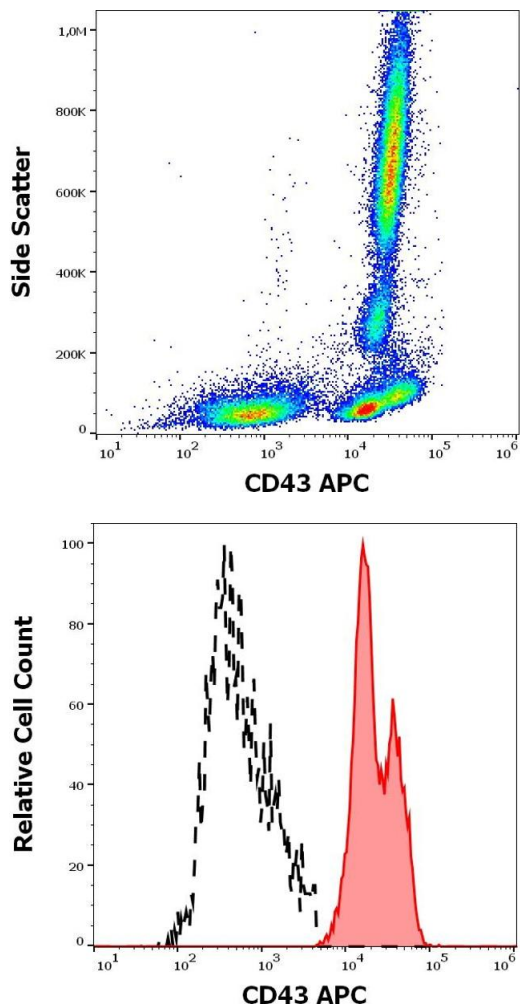 1,0M
800K
600K
400K
200K
0
Side Scatter
10¹ 10² 10³ 10⁴ 10⁵ 10⁶
CD43 APC
100
80
60
40
20
0
Relative Cell Count
10¹ 10² 10³ 10⁴ 10⁵ 10⁶
CD43 APC